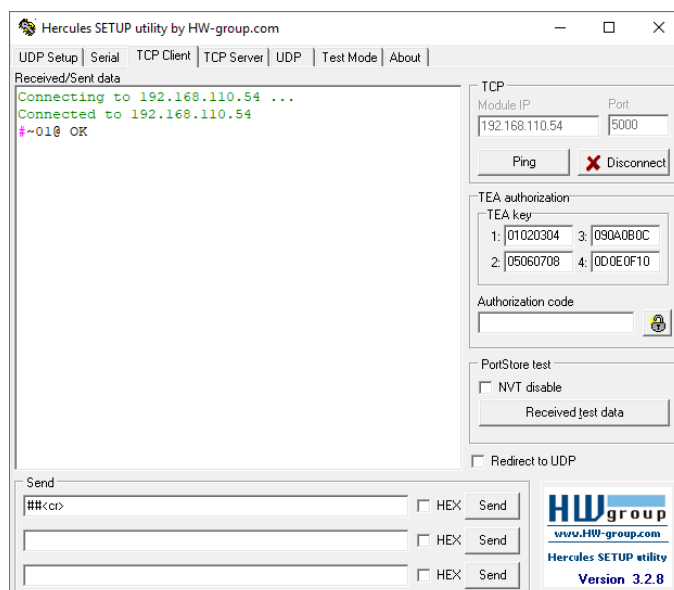 Hercules SETUP utility by HW-group.com
UDP Setup Serial TCP Client TCP Server UDP Test Mode About
Received/Sent data
Connecting to 192.168.110.54 ...
Connected to 192.168.110.54
#~01@ OK
TCP
Module IP Port
192.168.110.54 5000
Ping Disconnect
TEA authorization
TEA key
1: 01020304 3: 090A0B0C
2: 05060708 4: 0D0E0F10
Authorization code
PortStore test
NVT disable
Received test data
Redirect to UDP
Send
##<cr> HEX Send
HEX Send
HEX Send
HW group
www.HW-group.com
Hercules SETUP utility
Version 3.2.8